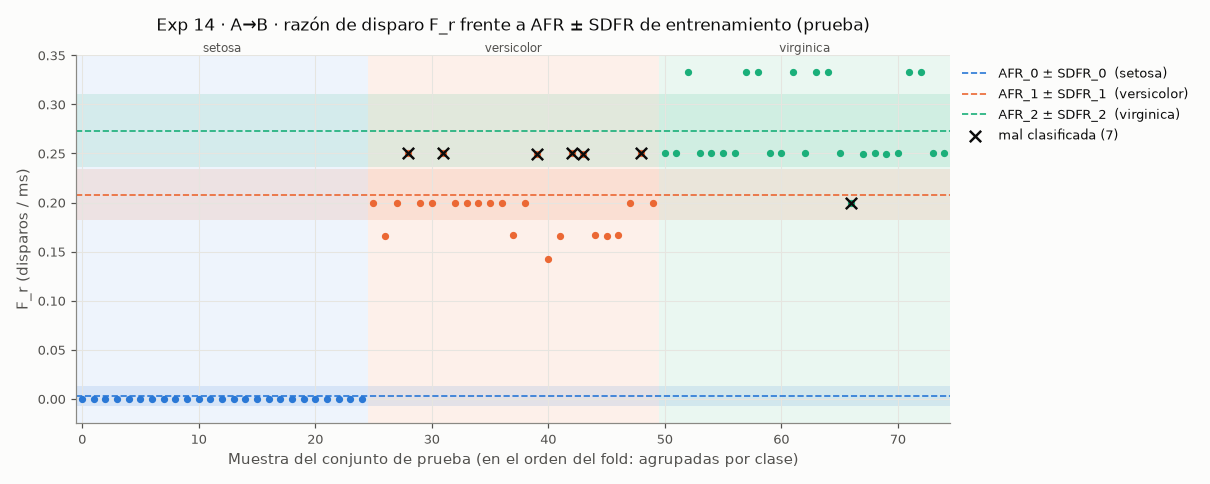 Exp 14 · A→B · razón de disparo F_r frente a AFR ± SDFR de entrenamiento (prueba)
setosa versicolor virginica
F_r (disparos / ms)
0.35
0.30
0.25
0.20
0.15
0.10
0.05
0.00
0 10 20 30 40 50 60 70
Muestra del conjunto de prueba (en el orden del fold: agrupadas por clase)
AFR_0 ± SDFR_0 (setosa)
AFR_1 ± SDFR_1 (versicolor)
AFR_2 ± SDFR_2 (virginica)
mal clasificada (7)